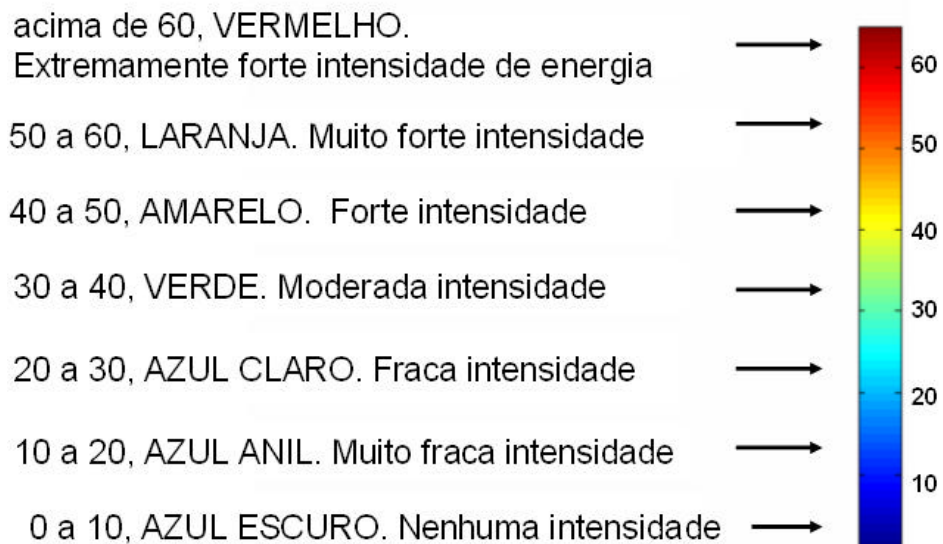 acima de 60, VERMELHO.
Extremamente forte intensidade de energia
60
50 a 60, LARANJA. Muito forte intensidade
50
40 a 50, AMARELO. Forte intensidade
40
30 a 40, VERDE. Moderada intensidade
30
20 a 30, AZUL CLARO. Fraca intensidade
20
10 a 20, AZUL ANIL. Muito fraca intensidade
10
0 a 10, AZUL ESCURO. Nenhuma intensidade